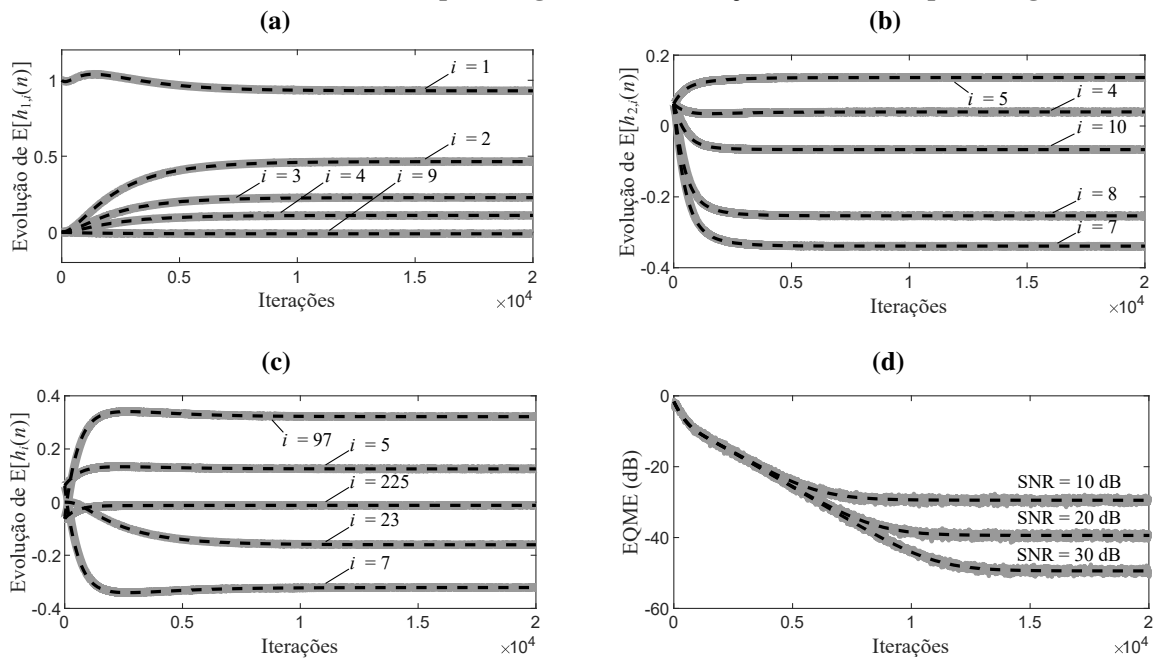 (a)
Evolução de E[h1,i(n)]
1
0.5
0
i = 1
i = 2
i = 3
i = 4
i = 9
0
0.5
1
1.5
2
×10^4
Iterações
(b)
Evolução de E[h2,i(n)]
0.2
0
-0.2
-0.4
i = 5
i = 4
i = 10
i = 8
i = 7
0
0.5
1
1.5
2
×10^4
Iterações
(c)
Evolução de E[hi(n)]
0.4
0.2
0
-0.2
-0.4
i = 97
i = 5
i = 225
i = 23
i = 7
0
0.5
1
1.5
2
×10^4
Iterações
(d)
EQME (dB)
0
-20
-40
-60
SNR = 10 dB
SNR = 20 dB
SNR = 30 dB
0
0.5
1
1.5
2
×10^4
Iterações